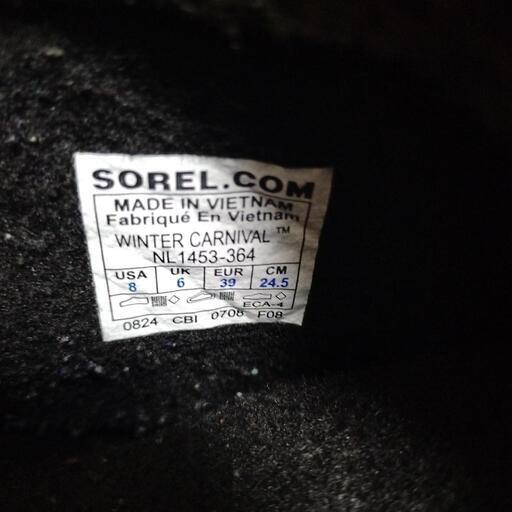 SOREL.COM
MADE IN VIETNAM
Fabriqué En Vietnam
WINTER CARNIVAL™
NL1453-364
USA UK EUR CM
8 6 39 24.5
ECA-4
0824 CBI 0708 F08